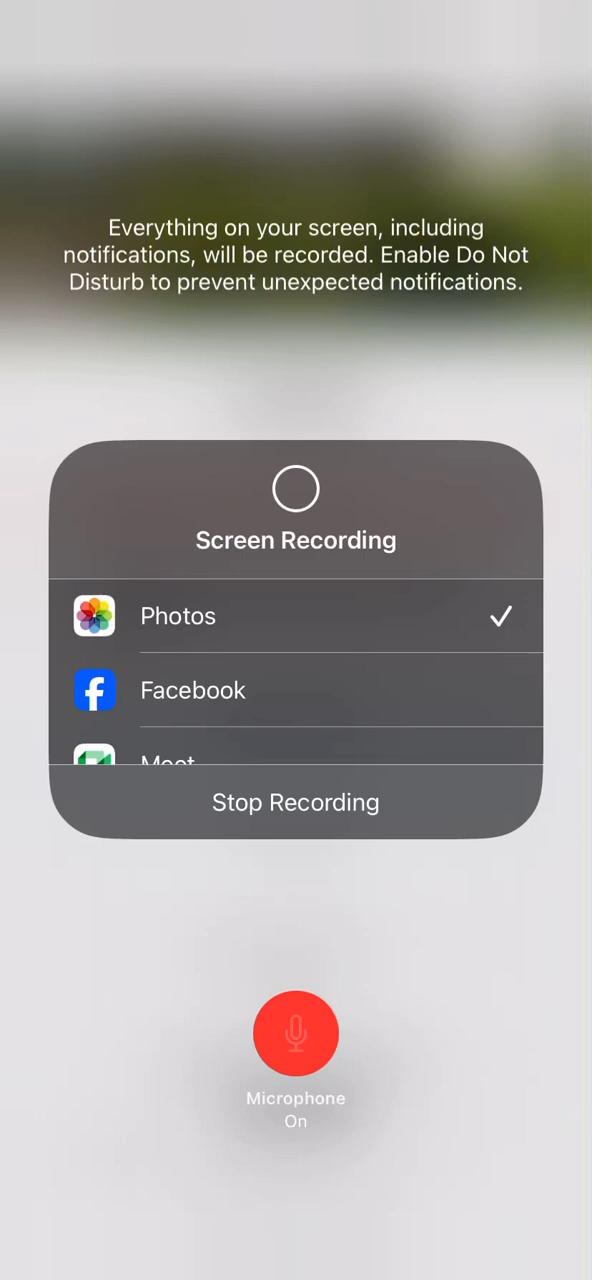 Everything on your screen, including
notifications, will be recorded. Enable Do Not
Disturb to prevent unexpected notifications.
Screen Recording
Photos
Facebook
Meet
Stop Recording
Microphone
On